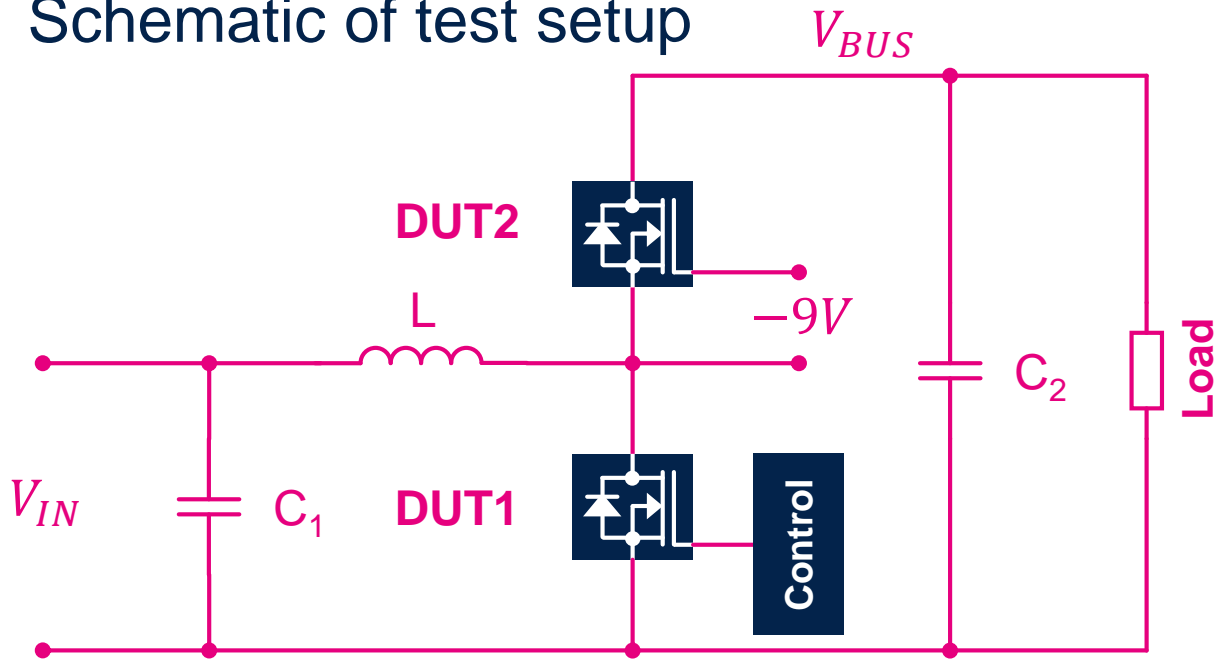 Schematic of test setup
V_BUS
DUT2
−9V
L
C₂
Load
V_IN
C₁
DUT1
Control